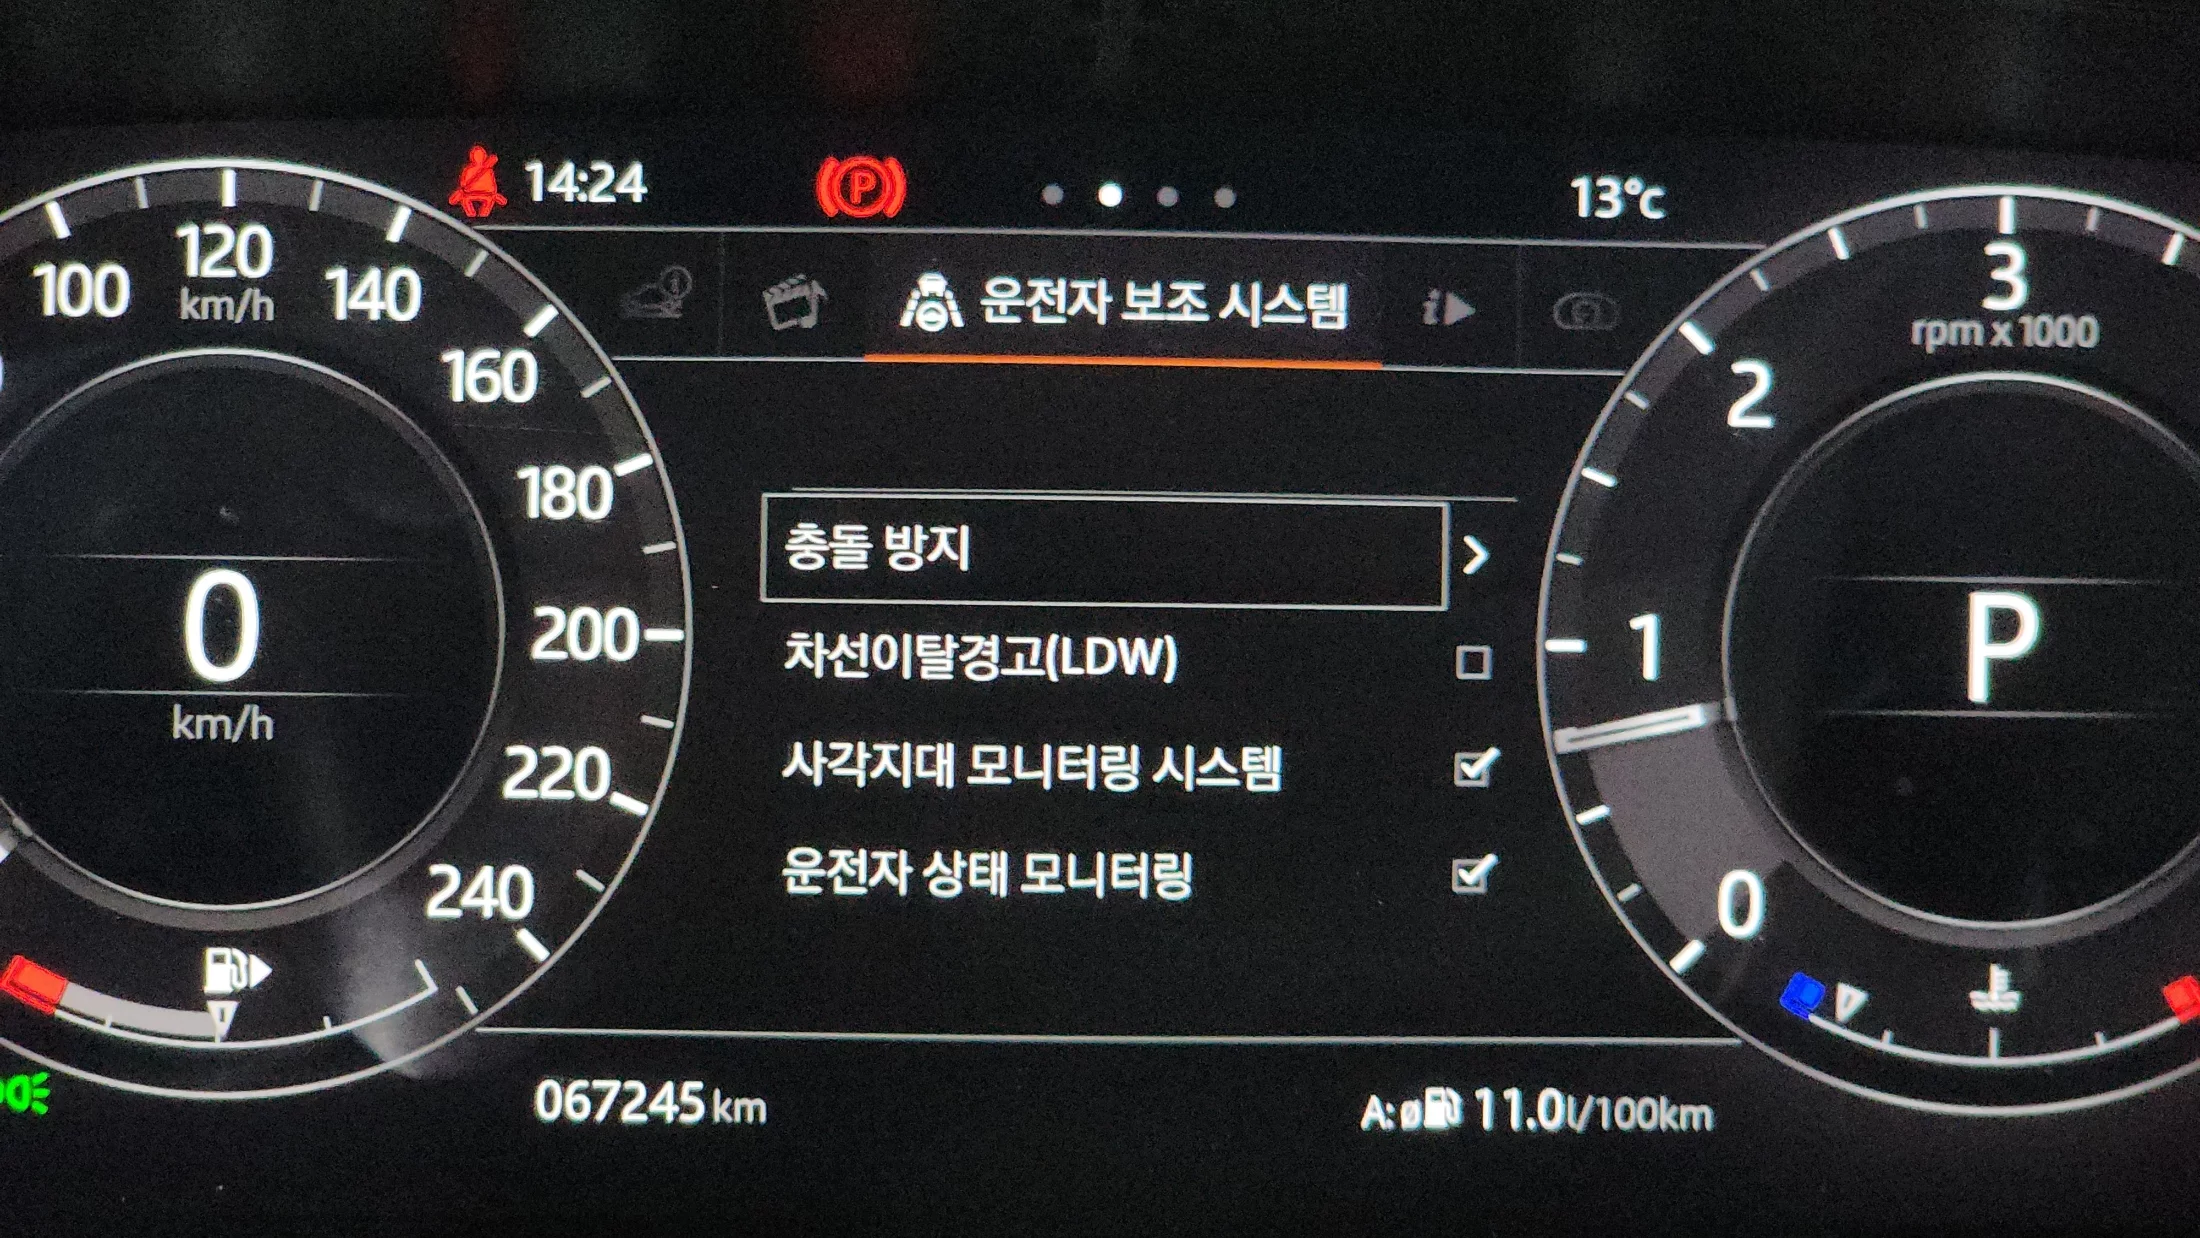 14:24
13°C
운전자 보조 시스템
100
120
km/h
140
160
180
200
220
240
0
km/h
충돌 방지
차선이탈경고(LDW)
사각지대 모니터링 시스템
운전자 상태 모니터링
3
rpm x 1000
2
1
0
P
067245 km
A: ø 11.0 l/100km